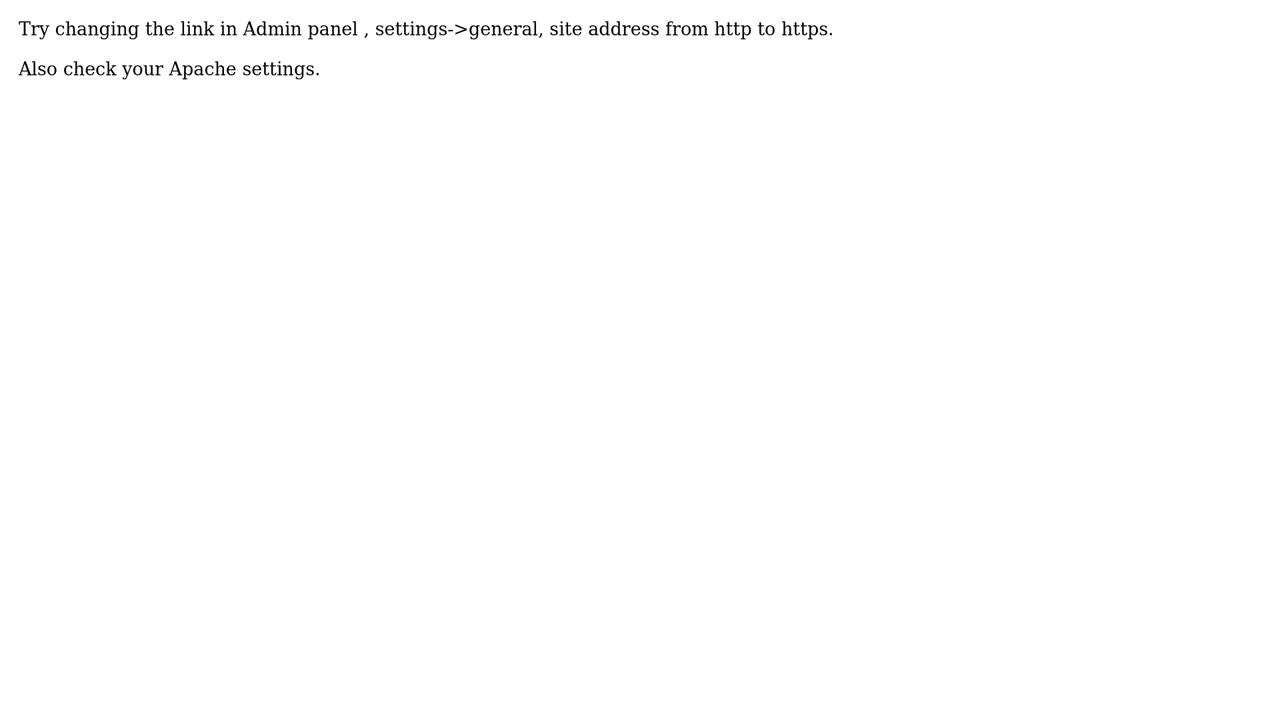 Try changing the link in Admin panel , settings->general, site address from http to https.
Also check your Apache settings.